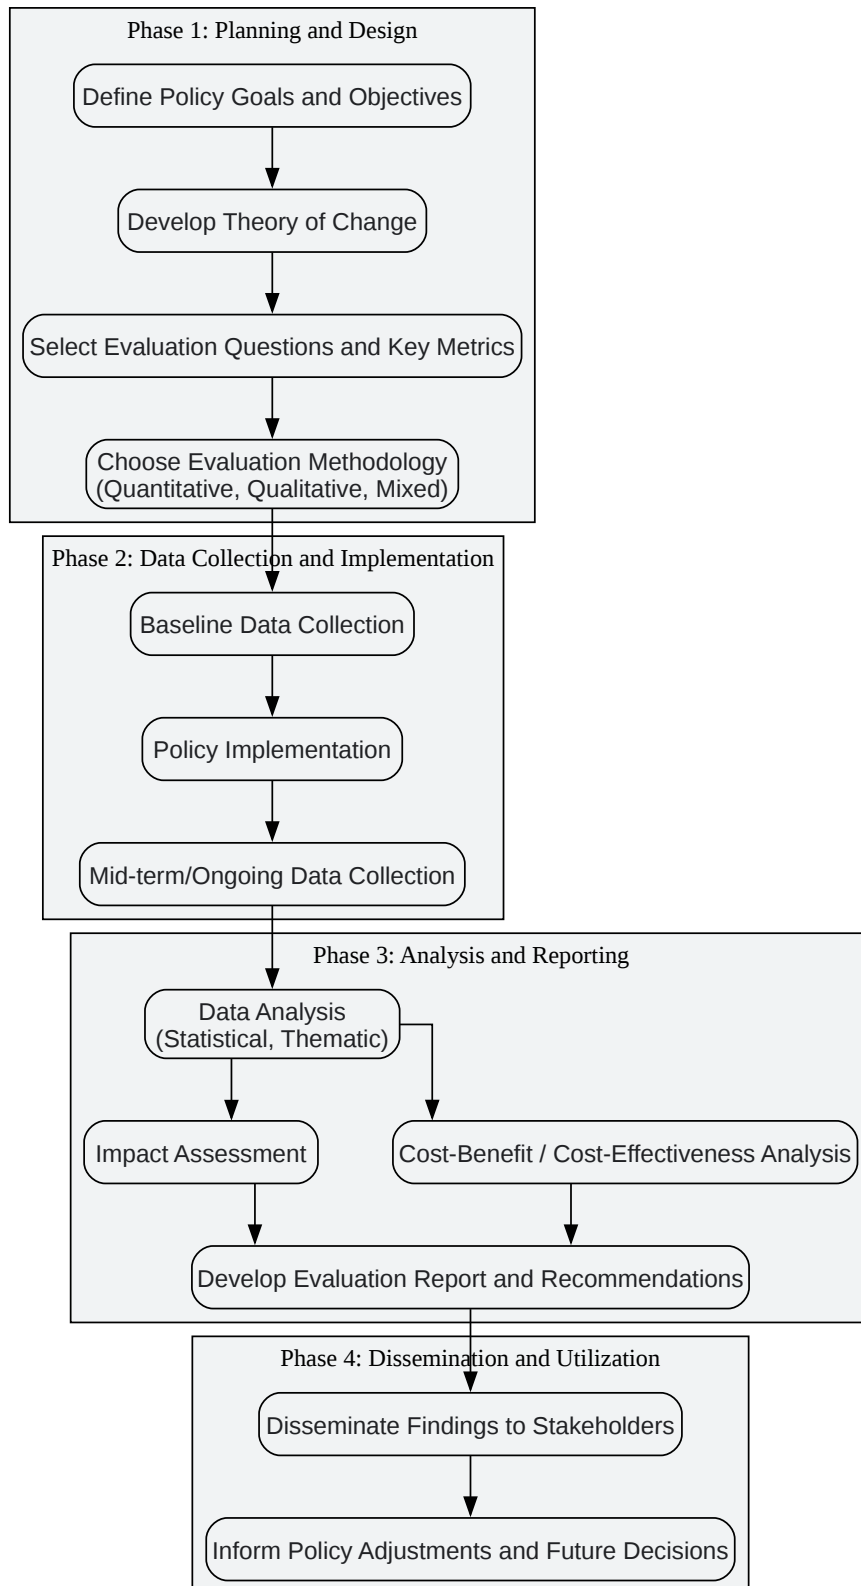 Phase 1: Planning and Design
Define Policy Goals and Objectives
Develop Theory of Change
Select Evaluation Questions and Key Metrics
Choose Evaluation Methodology
(Quantitative, Qualitative, Mixed)
Phase 2: Data Collection and Implementation
Baseline Data Collection
Policy Implementation
Mid-term/Ongoing Data Collection
Phase 3: Analysis and Reporting
Data Analysis
(Statistical, Thematic)
Impact Assessment
Cost-Benefit / Cost-Effectiveness Analysis
Develop Evaluation Report and Recommendations
Phase 4: Dissemination and Utilization
Disseminate Findings to Stakeholders
Inform Policy Adjustments and Future Decisions